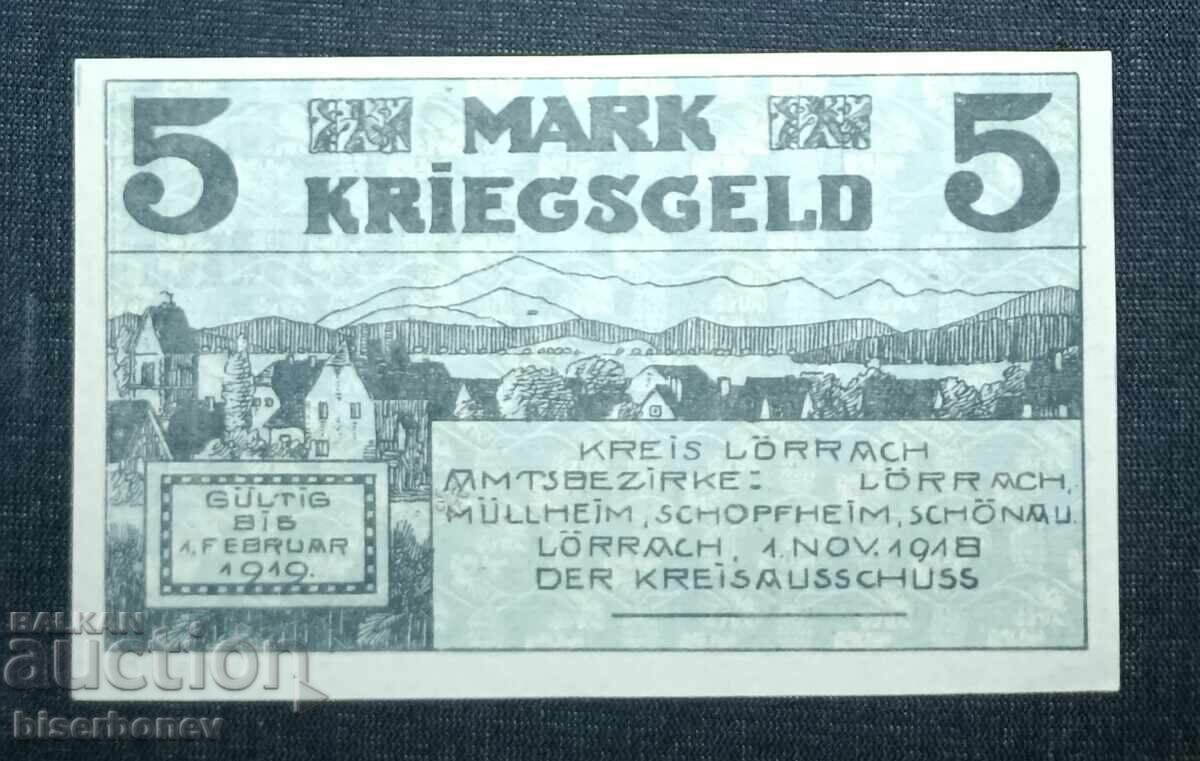 5 MARK 5
KRIEGSGELD
KREIS LÖRRACH
AMTSBEZIRKE: LÖRRACH,
MÜLLHEIM, SCHOPFHEIM, SCHÖNAU.
LÖRRACH, 1. NOV. 1918
DER KREISAUSSCHUSS
GÜLTIG
BIS
1. FEBRUAR
1919.
BALKAN
auction
biserbonev